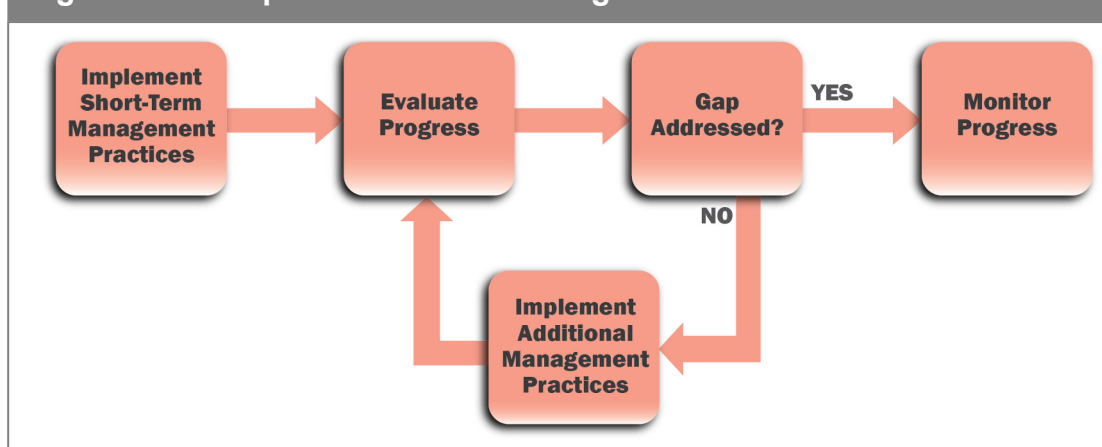 Implement
Short-Term
Management
Practices
Evaluate
Progress
Gap
Addressed?
YES
Monitor
Progress
NO
Implement
Additional
Management
Practices